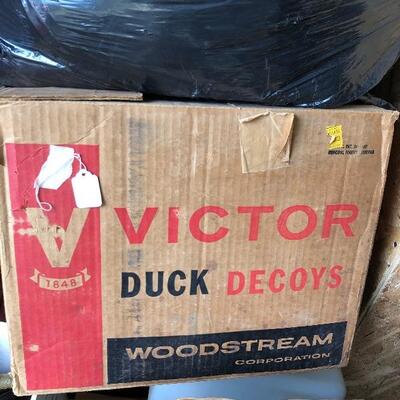 V
1848
VICTOR
DUCK DECOYS
WOODSTREAM
CORPORATION